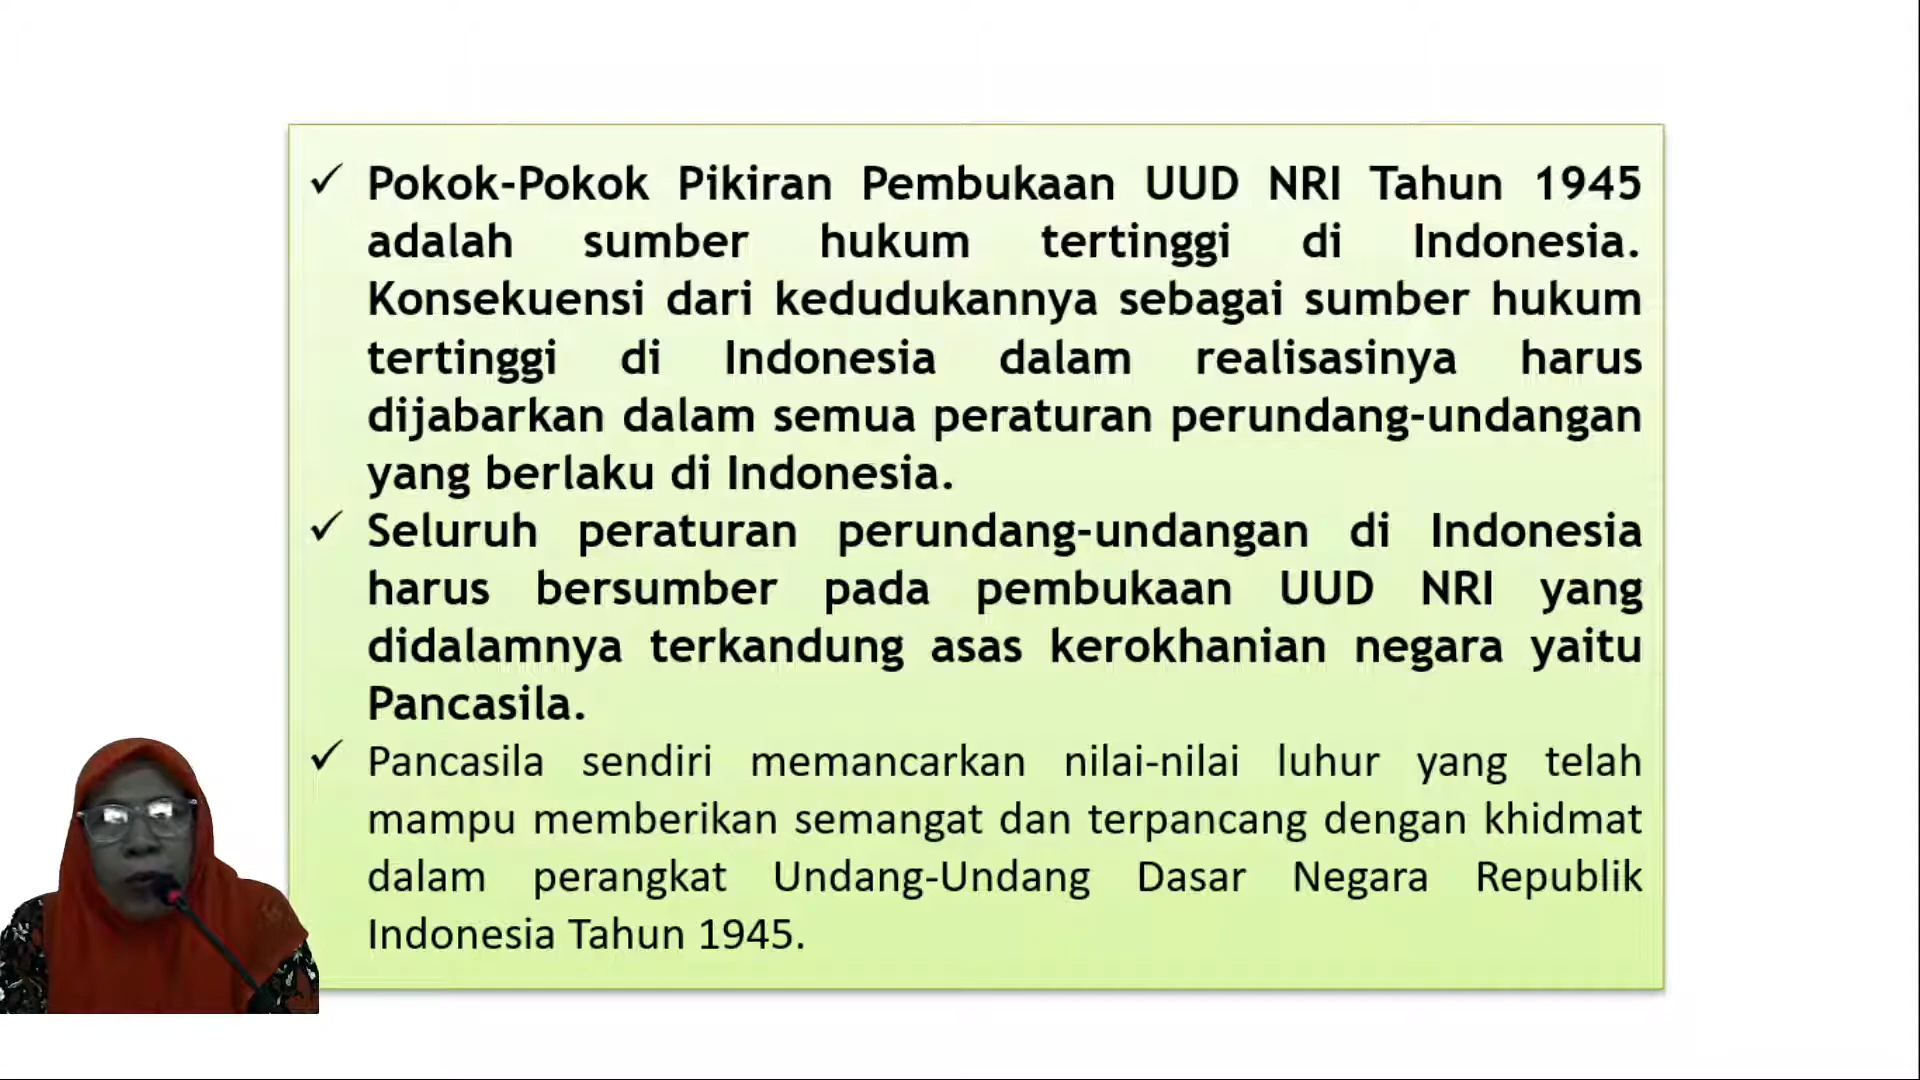 ✓ Pokok-Pokok Pikiran Pembukaan UUD NRI Tahun 1945
adalah sumber hukum tertinggi di Indonesia.
Konsekuensi dari kedudukannya sebagai sumber hukum
tertinggi di Indonesia dalam realisasinya harus
dijabarkan dalam semua peraturan perundang-undangan
yang berlaku di Indonesia.
✓ Seluruh peraturan perundang-undangan di Indonesia
harus bersumber pada pembukaan UUD NRI yang
didalamnya terkandung asas kerokhanian negara yaitu
Pancasila.
✓ Pancasila sendiri memancarkan nilai-nilai luhur yang telah
mampu memberikan semangat dan terpancang dengan khidmat
dalam perangkat Undang-Undang Dasar Negara Republik
Indonesia Tahun 1945.